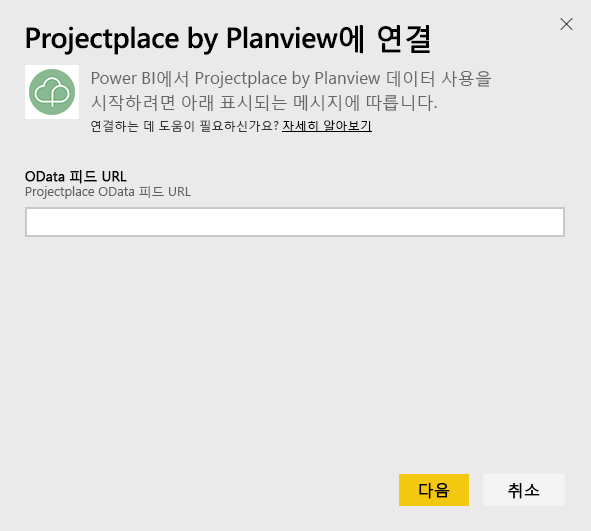 Projectplace by Planview에 연결
Power BI에서 Projectplace by Planview 데이터 사용을
시작하려면 아래 표시되는 메시지에 따릅니다.
연결하는 데 도움이 필요하신가요? 자세히 알아보기
OData 피드 URL
Projectplace OData 피드 URL
다음
취소